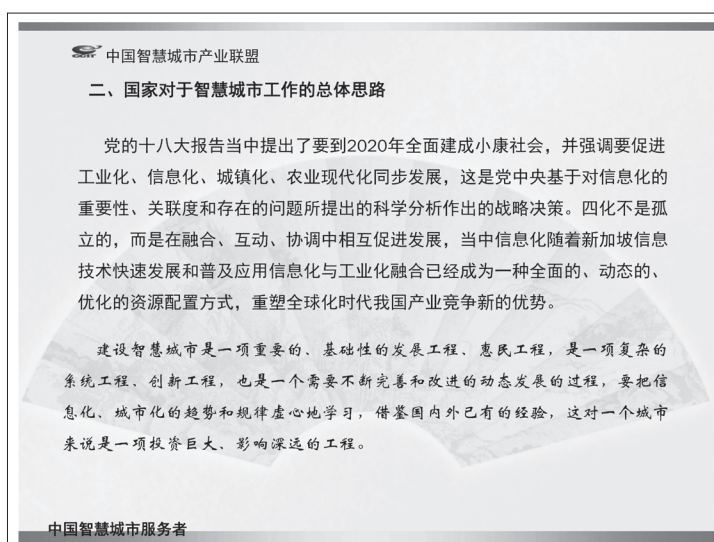 中国智慧城市产业联盟
二、国家对于智慧城市工作的总体思路
党的十八大报告当中提出了要到2020年全面建成小康社会，并强调要促进
工业化、信息化、城镇化、农业现代化同步发展，这是党中央基于对信息化的
重要性、关联度和存在的问题所提出的科学分析作出的战略决策。四化不是孤
立的，而是在融合、互动、协调中相互促进发展，当中信息化随着新加坡信息
技术快速发展和普及应用信息化与工业化融合已经成为一种全面的、动态的、
优化的资源配置方式，重塑全球化时代我国产业竞争新的优势。
建设智慧城市是一项重要的、基础性的发展工程、惠民工程，是一项复杂的
系统工程、创新工程，也是一个需要不断完善和改进的动态发展的过程，要把信
息化、城市化的趋势和规律虚心地学习，借鉴国内外已有的经验，这对一个城市
来说是一项投资巨大、影响深远的工程。
中国智慧城市服务者